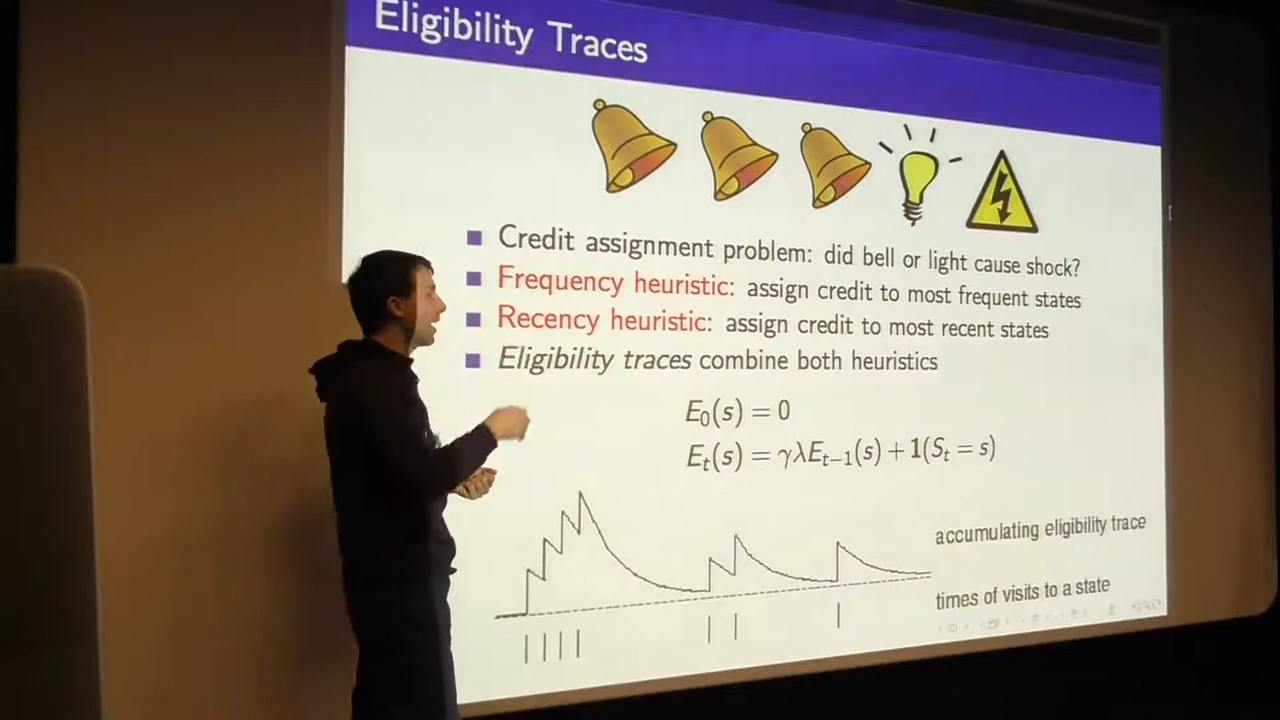 Eligibility Traces
Credit assignment problem: did bell or light cause shock?
Frequency heuristic: assign credit to most frequent states
Recency heuristic: assign credit to most recent states
Eligibility traces combine both heuristics
E₀(s) = 0
Eₜ(s) = γλEₜ₋₁(s) + 1(Sₜ = s)
accumulating eligibility trace
times of visits to a state